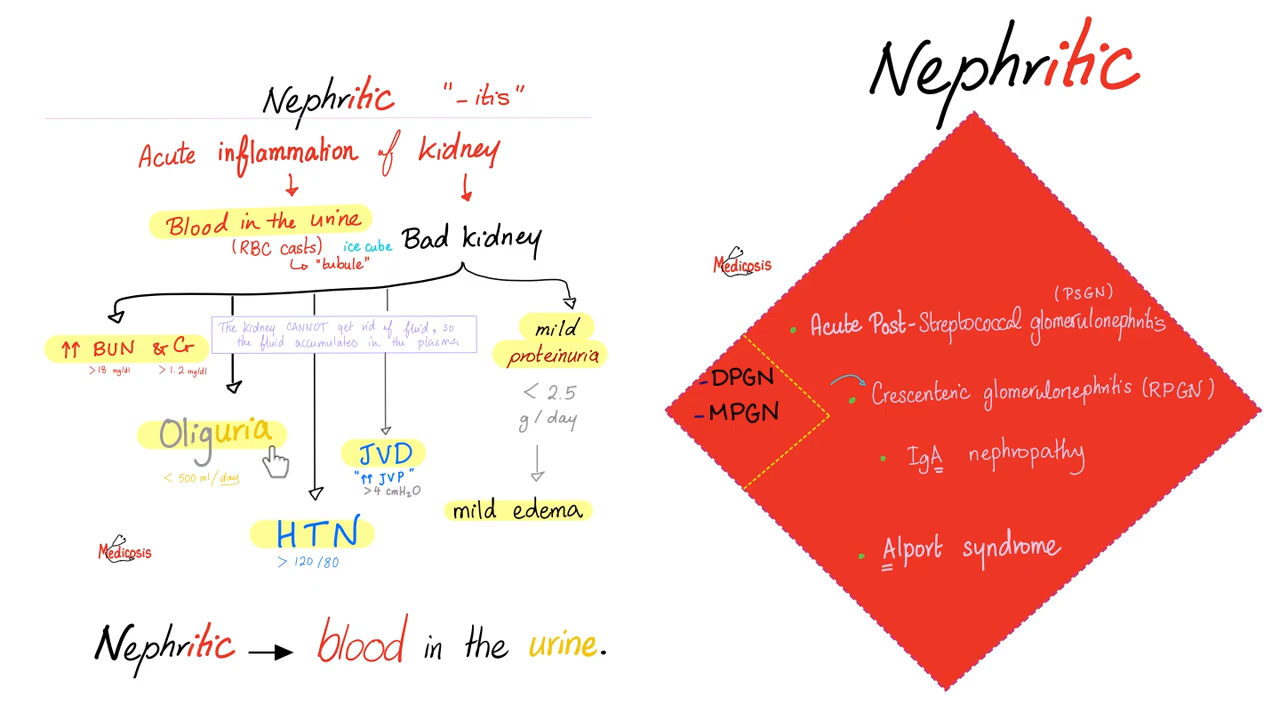 Nephritic "-itis"
Acute inflammation of kidney
Blood in the urine
(RBC casts) ice cube
"tubule"
Bad kidney
The kidney CANNOT get rid of fluid, so
the fluid accumulates in the plasma
↑↑ BUN & Cr
>18 mg/dl >1.2 mg/dl
Oliguria
< 500 ml/day
HTN
> 120/80
JVD
"↑↑ JVP"
>4 cmH₂O
mild
proteinuria
< 2.5
g/day
mild edema
Medicosis
Nephritic → blood in the urine.
Nephritic
Medicosis
(PSGN)
Acute Post-Streptococcal glomerulonephritis
-DPGN
-MPGN
Crescenteric glomerulonephritis (RPGN)
IgA nephropathy
Alport syndrome